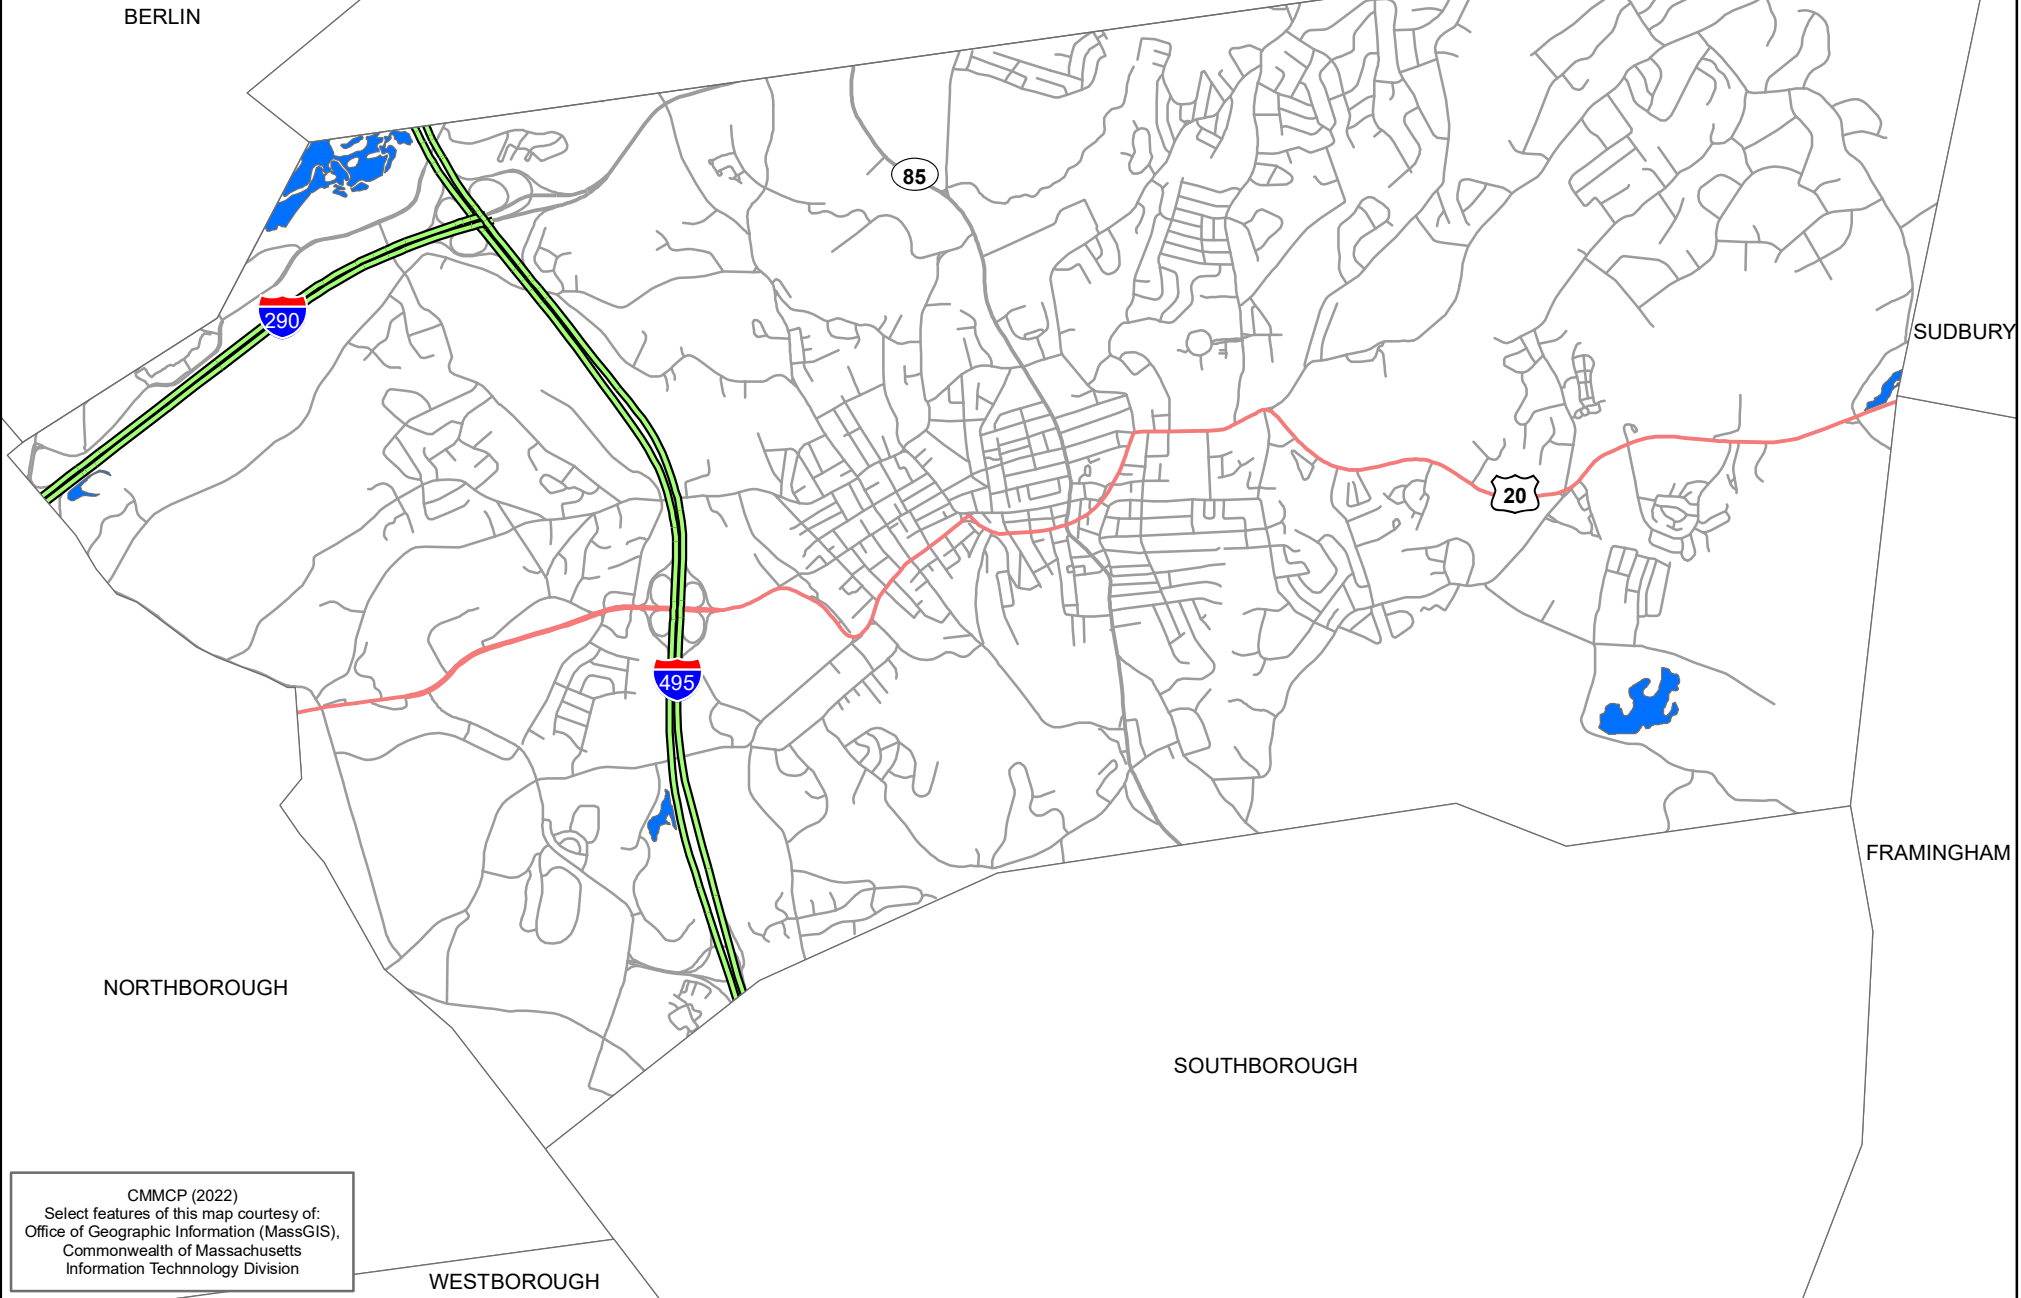 BERLIN
85
290
SUDBURY
20
495
FRAMINGHAM
NORTHBOROUGH
SOUTHBOROUGH
CMMCP (2022)
Select features of this map courtesy of:
Office of Geographic Information (MassGIS),
Commonwealth of Massachusetts
Information Technnology Division
WESTBOROUGH